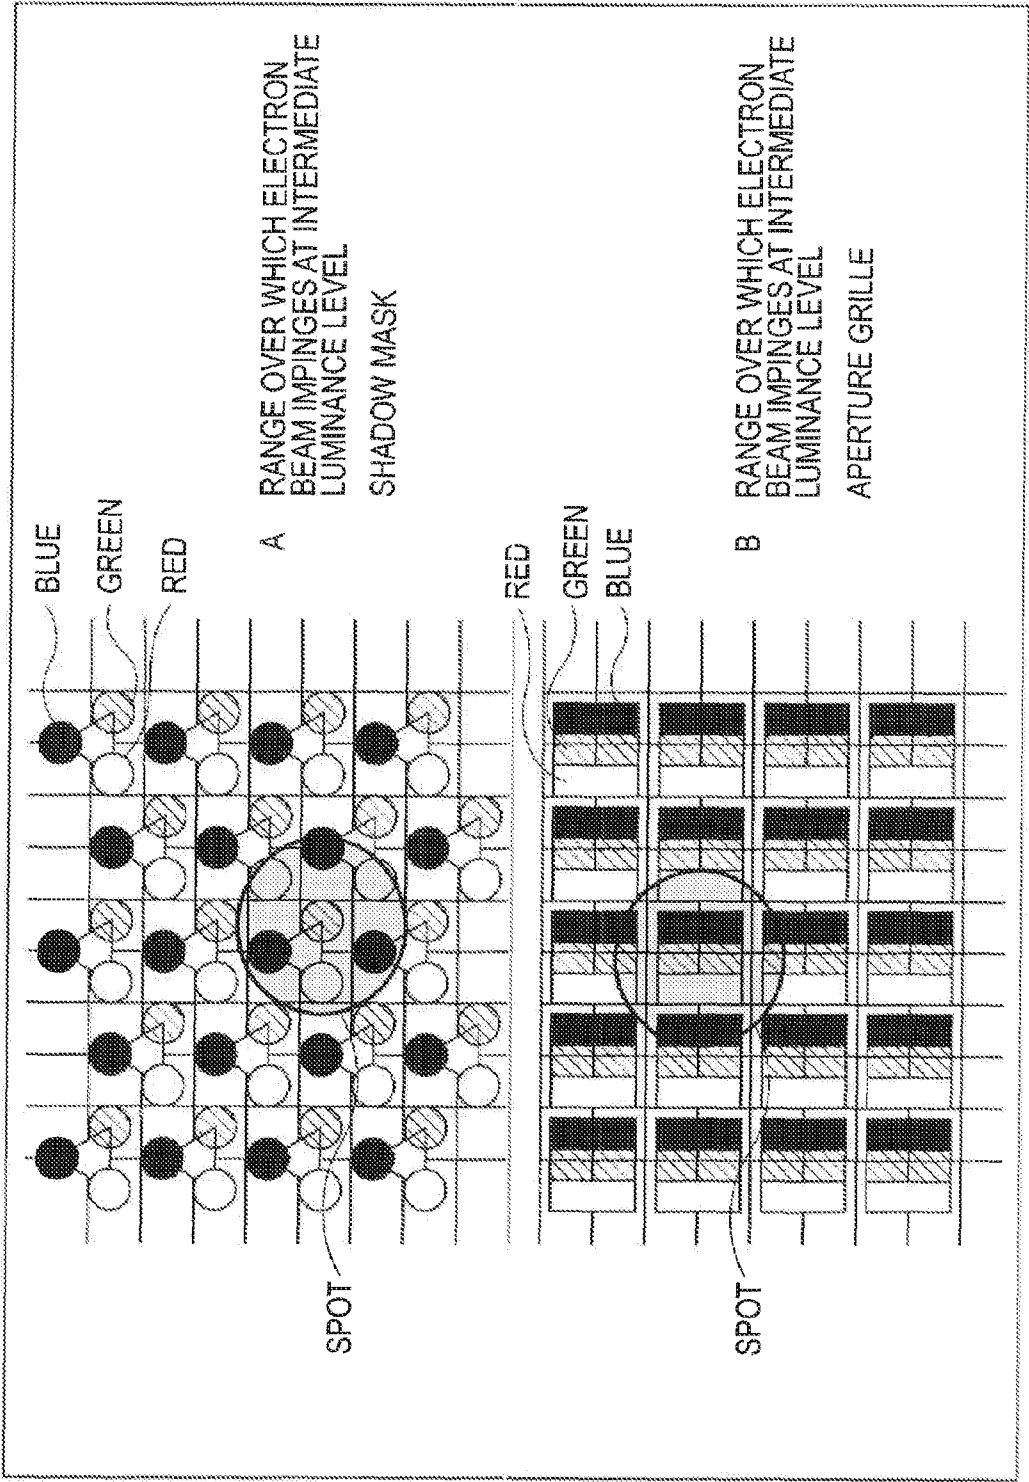 BLUE
GREEN
RED
A RANGE OVER WHICH ELECTRON
BEAM IMPINGES AT INTERMEDIATE
LUMINANCE LEVEL
SHADOW MASK
SPOT
RED
GREEN
BLUE
B RANGE OVER WHICH ELECTRON
BEAM IMPINGES AT INTERMEDIATE
LUMINANCE LEVEL
APERTURE GRILLE
SPOT